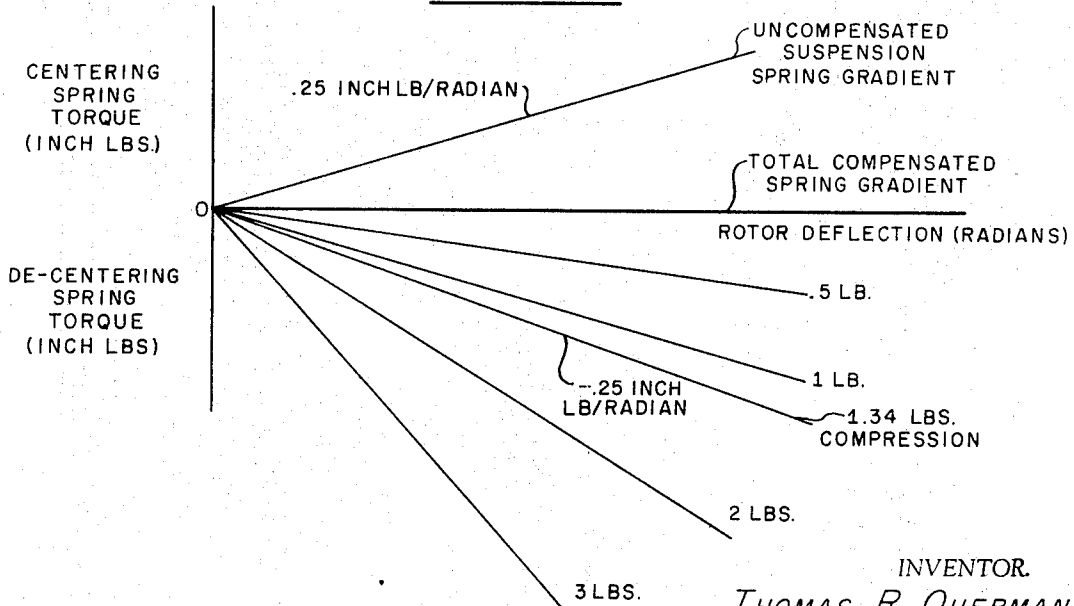 UNCOMPENSATED
SUSPENSION
SPRING GRADIENT
CENTERING
SPRING
TORQUE
(INCH LBS.)
.25 INCH LB/RADIAN
TOTAL COMPENSATED
SPRING GRADIENT
0
ROTOR DEFLECTION (RADIANS)
DE-CENTERING
SPRING
TORQUE
(INCH LBS)
.5 LB.
1 LB.
-.25 INCH
LB/RADIAN
1.34 LBS.
COMPRESSION
2 LBS.
3 LBS.
INVENTOR.
THOMAS R.